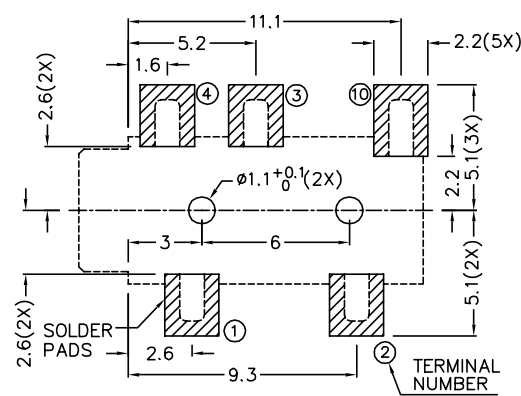 11.1
5.2
2.2(5X)
1.6
2.6(2X)
4
3
10
5.1(3X)
2.2
ø1.1 +0.1 0 (2X)
3
6
2.6(2X)
5.1(2X)
SOLDER
PADS
1
2.6
2
9.3
TERMINAL
NUMBER